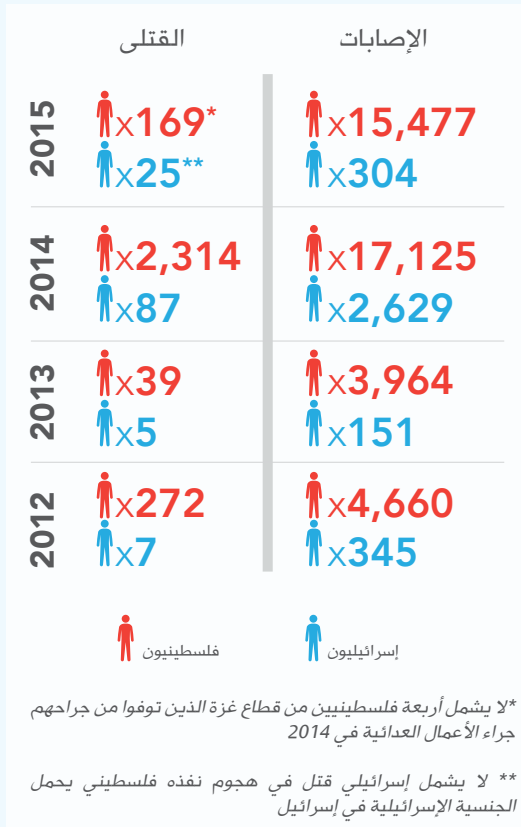 القتلى الإصابات
2015
x169* x15,477
x25** x304
2014
x2,314 x17,125
x87 x2,629
2013
x39 x3,964
x5 x151
2012
x272 x4,660
x7 x345
فلسطينيون إسرائيليون
*لا يشمل أربعة فلسطينيين من قطاع غزة الذين توفوا من جراحهم
جراء الأعمال العدائية في 2014
** لا يشمل إسرائيلي قتل في هجوم نفذه فلسطيني يحمل
الجنسية الإسرائيلية في إسرائيل